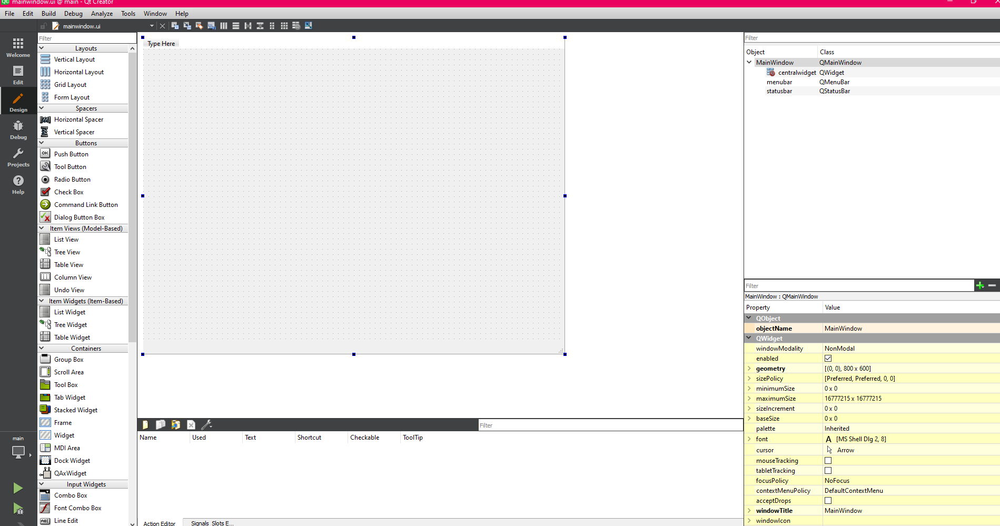 mainwindow.ui @ main - Qt Creator
File Edit Build Debug Analyze Tools Window Help
mainwindow.ui
Welcome
Edit
Design
Debug
Projects
Help
main
Filter
Layouts
Vertical Layout
Horizontal Layout
Grid Layout
Form Layout
Spacers
Horizontal Spacer
Vertical Spacer
Buttons
OK Push Button
Tool Button
Radio Button
Check Box
Command Link Button
Dialog Button Box
Item Views (Model-Based)
List View
Tree View
Table View
Column View
Undo View
Item Widgets (Item-Based)
List Widget
Tree Widget
Table Widget
Containers
Group Box
Scroll Area
Tool Box
Tab Widget
Stacked Widget
Frame
Widget
MDI Area
Dock Widget
QAxWidget
Input Widgets
Combo Box
Font Combo Box
Line Edit
Type Here
Filter
Name Used Text Shortcut Checkable ToolTip
Action Editor Signals_Slots E...
Filter
Object Class
MainWindow QMainWindow
centralwidget QWidget
menubar QMenuBar
statusbar QStatusBar
Filter
MainWindow : QMainWindow
Property Value
QObject
objectName MainWindow
QWidget
windowModality NonModal
enabled
geometry [(0, 0), 800 x 600]
sizePolicy [Preferred, Preferred, 0, 0]
minimumSize 0 x 0
maximumSize 16777215 x 16777215
sizeIncrement 0 x 0
baseSize 0 x 0
palette Inherited
font A [MS Shell Dlg 2, 8]
cursor Arrow
mouseTracking
tabletTracking
focusPolicy NoFocus
contextMenuPolicy DefaultContextMenu
acceptDrops
windowTitle MainWindow
windowIcon